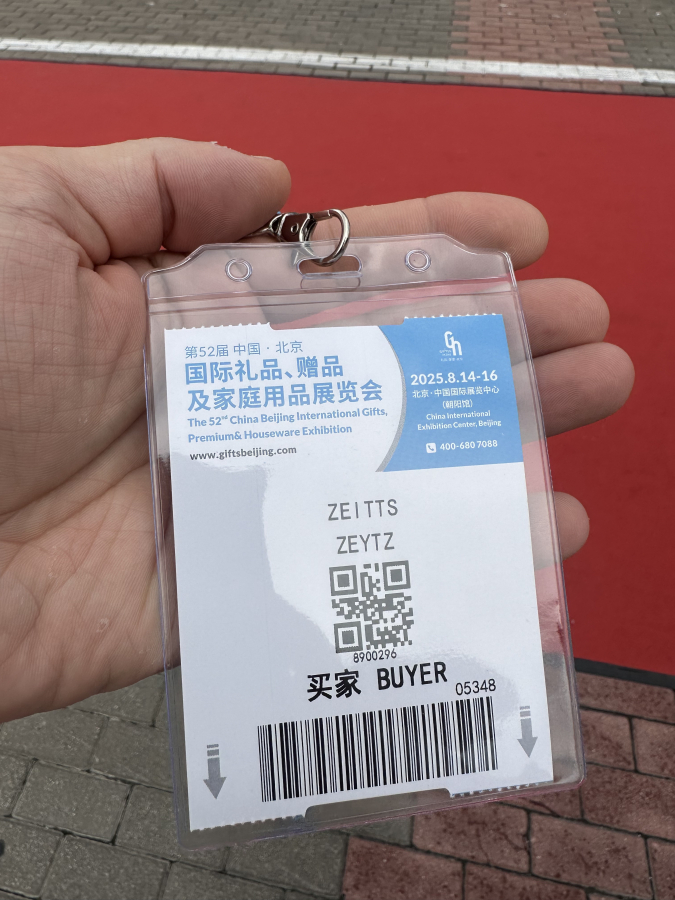 第52届 中国·北京
国际礼品、赠品
及家庭用品展览会
The 52nd China Beijing International Gifts,
Premium& Houseware Exhibition
www.giftsbeijing.com
2025.8.14-16
北京·中国国际展览中心
(朝阳馆)
China International
Exhibition Center, Beijing
400-680 7088
ZEITTS
ZEYTZ
8900296
买家 BUYER
05348